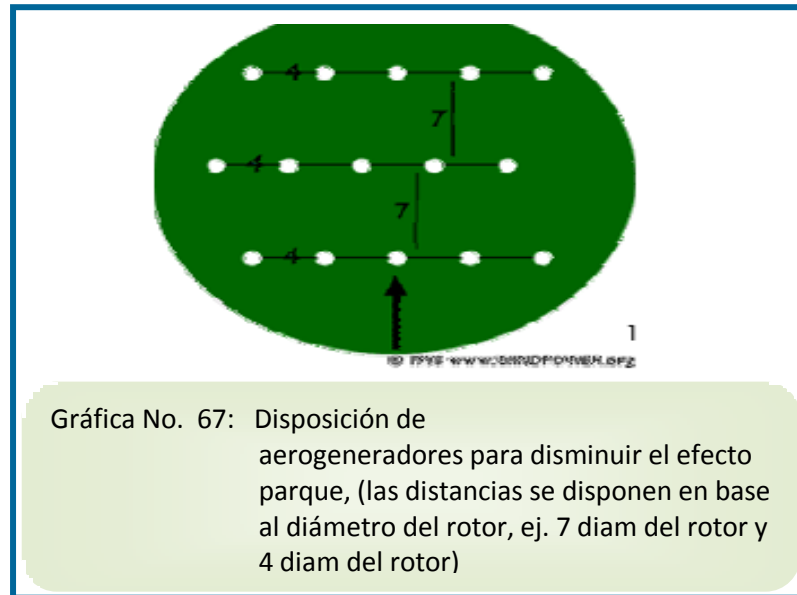 4
7
4
7
4
1
Gráfica No. 67: Disposición de
aerogeneradores para disminuir el efecto
parque, (las distancias se disponen en base
al diámetro del rotor, ej. 7 diam del rotor y
4 diam del rotor)